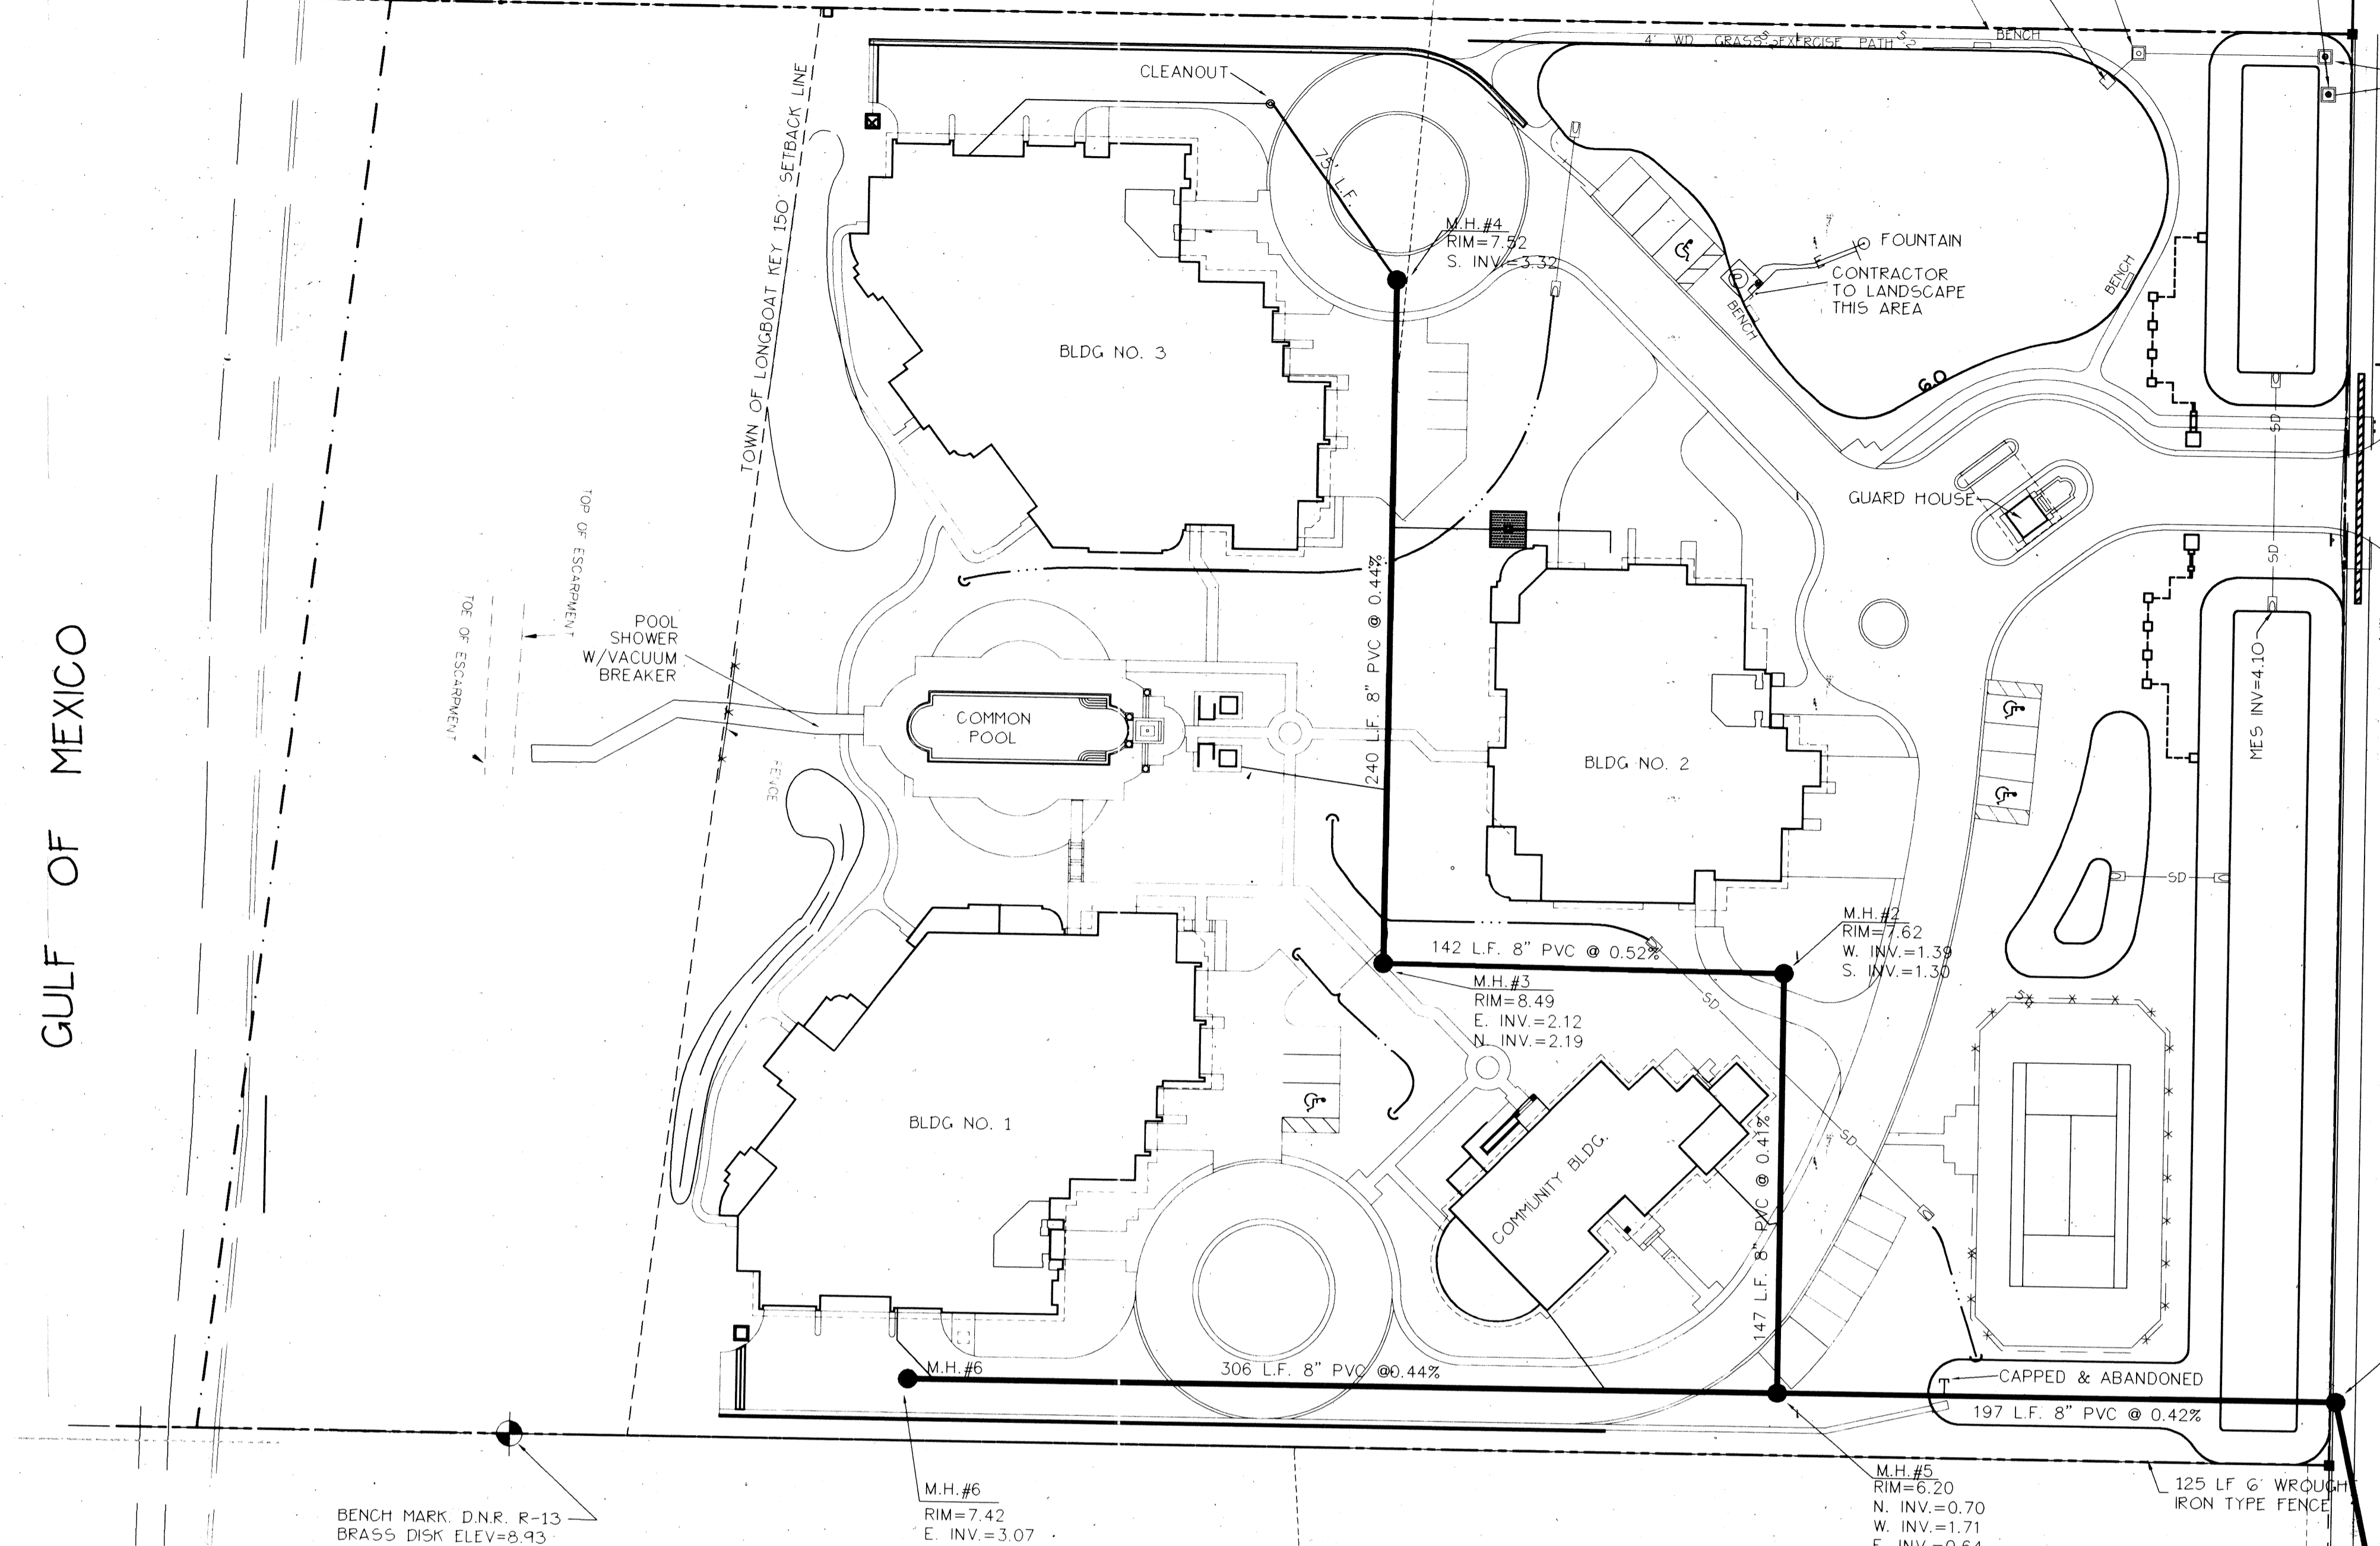 4' WD. GRASS EXERCISE PATH
BENCH
CLEANOUT
TOWN OF LONGBOAT KEY 150' SETBACK LINE
75' L.F.
M.H.#4
RIM=7.52
S. INV.=3.32
FOUNTAIN
CONTRACTOR
TO LANDSCAPE
THIS AREA
BENCH
BENCH
6.0
BLDG NO. 3
SD
GUARD HOUSE
SD
TOP OF ESCARPMENT
TOE OF ESCARPMENT
POOL
SHOWER
W/VACUUM
BREAKER
240 L.F. 8" PVC @ 0.44%
GULF OF MEXICO
COMMON
POOL
BLDG NO. 2
MES INV=4.10
FENCE
SD
M.H.#2
RIM=7.62
W. INV.=1.39
S. INV.=1.30
142 L.F. 8" PVC @ 0.52%
M.H.#3
RIM=8.49
E. INV.=2.12
N. INV.=2.19
SD
BLDG NO. 1
COMMUNITY BLDG.
147 L.F. 8" PVC @ 0.41%
SD
M.H.#6
306 L.F. 8" PVC @0.44%
CAPPED & ABANDONED
197 L.F. 8" PVC @ 0.42%
M.H.#6
RIM=7.42
E. INV.=3.07
M.H.#5
RIM=6.20
N. INV.=0.70
W. INV.=1.71
E. INV.=0.64
125 LF 6' WROUGH
IRON TYPE FENCE
BENCH MARK. D.N.R. R-13
BRASS DISK ELEV=8.93